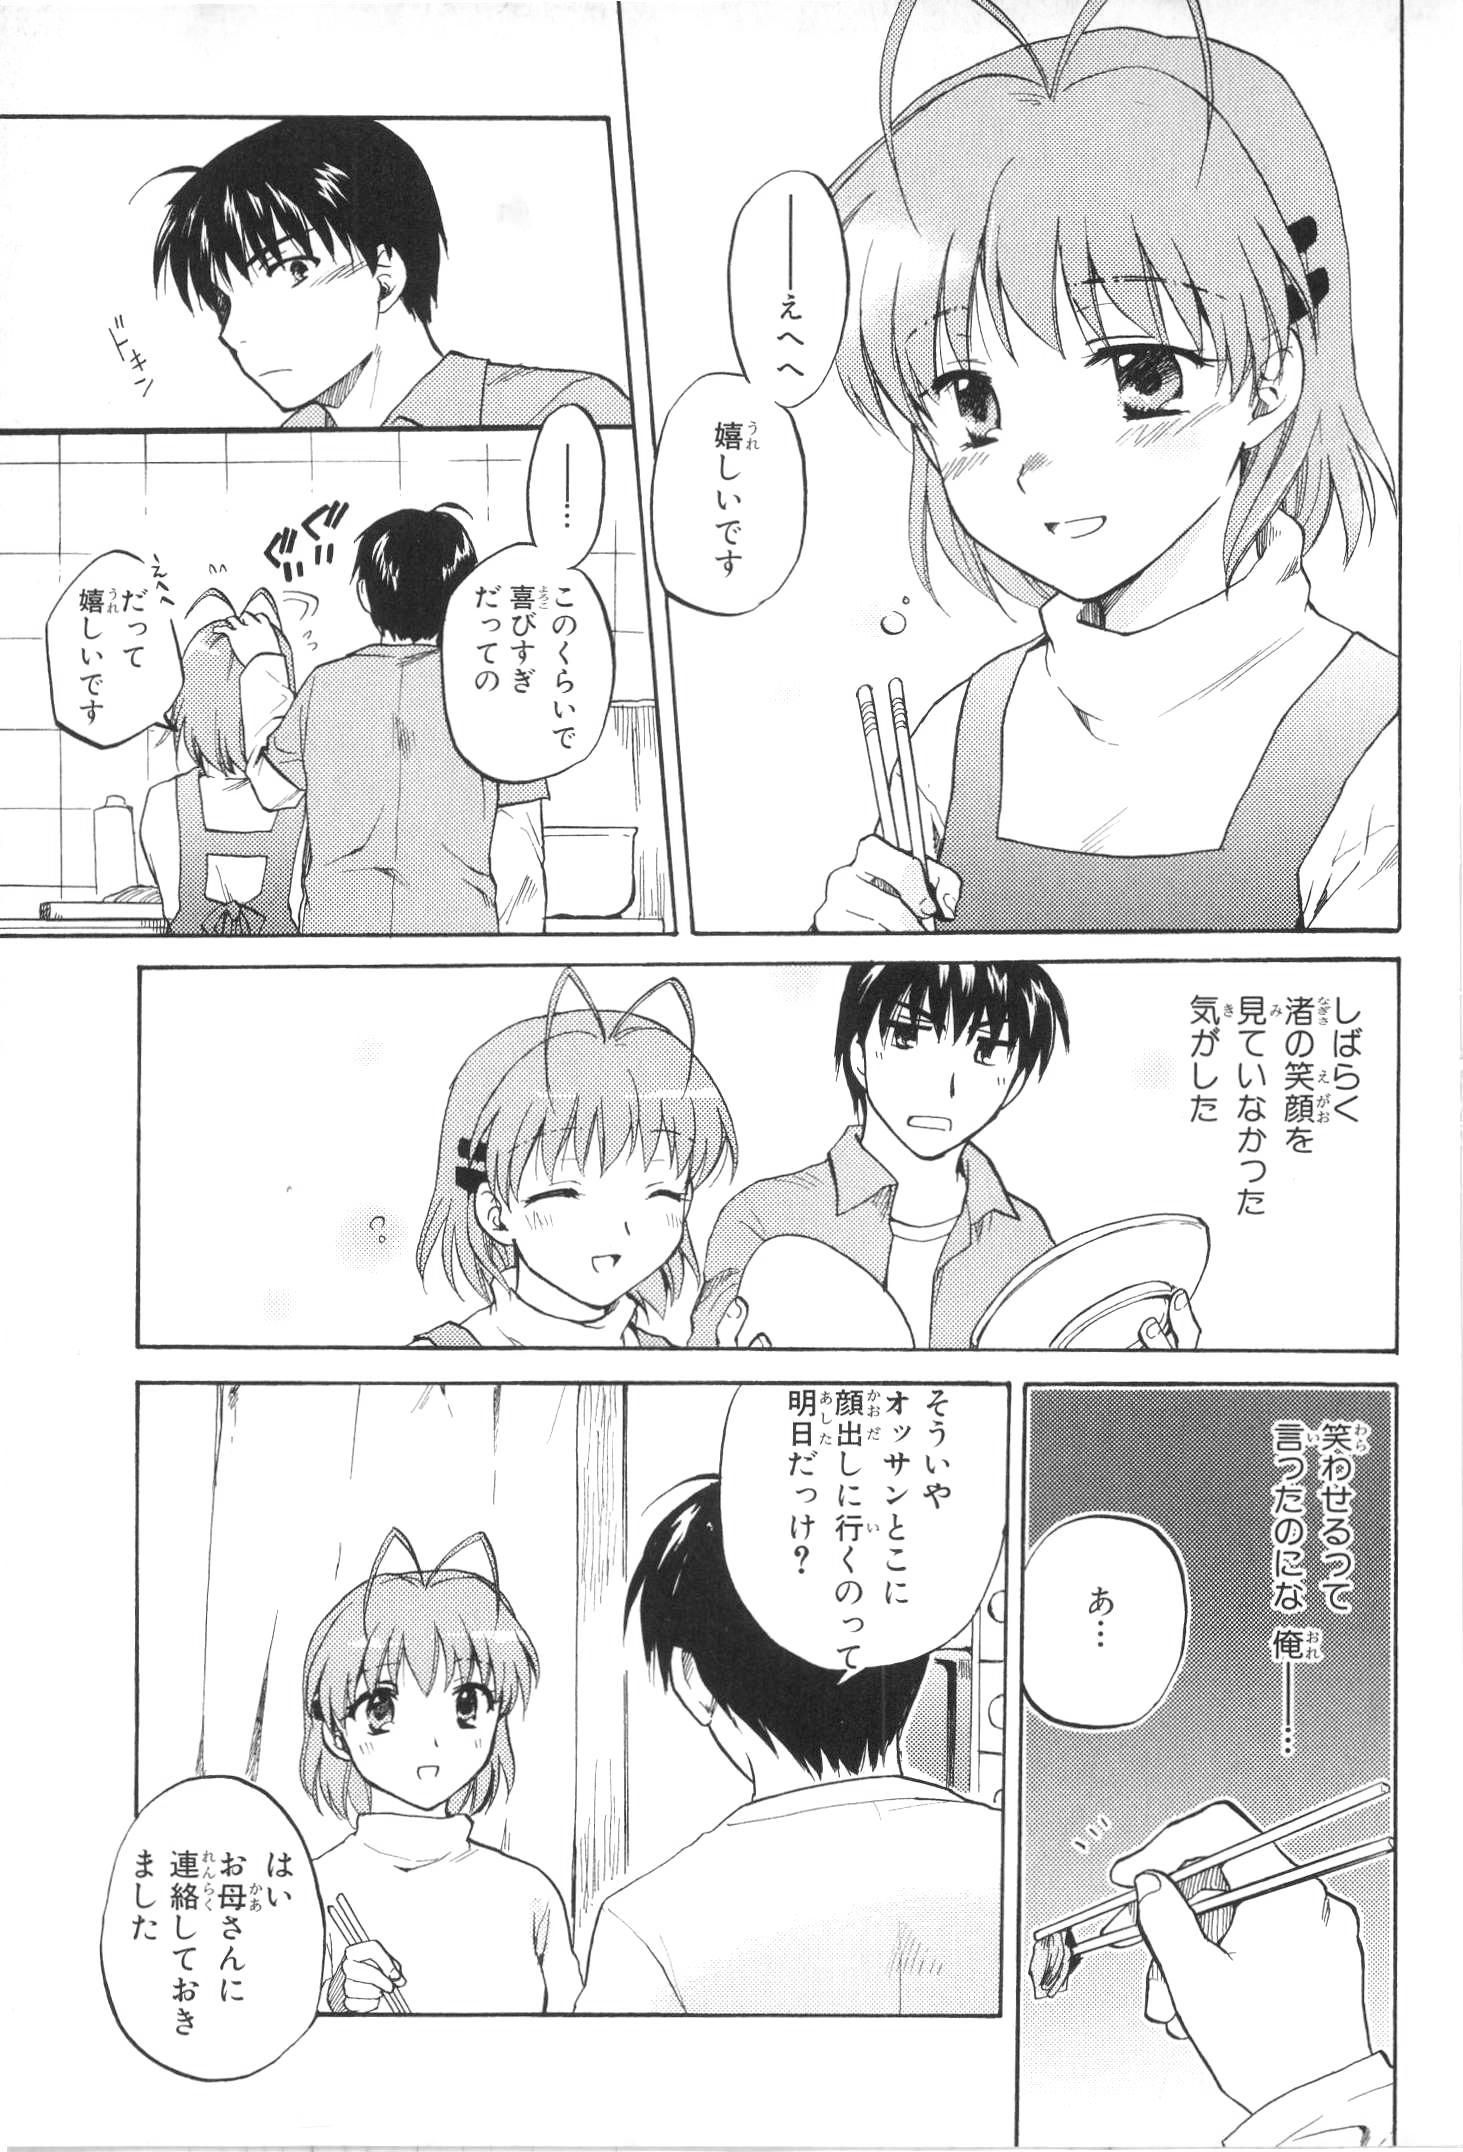 ――えへへ
嬉しいです
ドキン
――…
このくらいで
喜びすぎ
だっての
ぐぐい
えへへ
だって
嬉しいです
しばらく
渚の笑顔を
見ていなかった
気がした
笑わせるって
言ったのにな 俺――…
あ…
そういや
オッサンとこに
顔出しに行くのって
明日だっけ？
はい
お母さんに
連絡しておき
ました